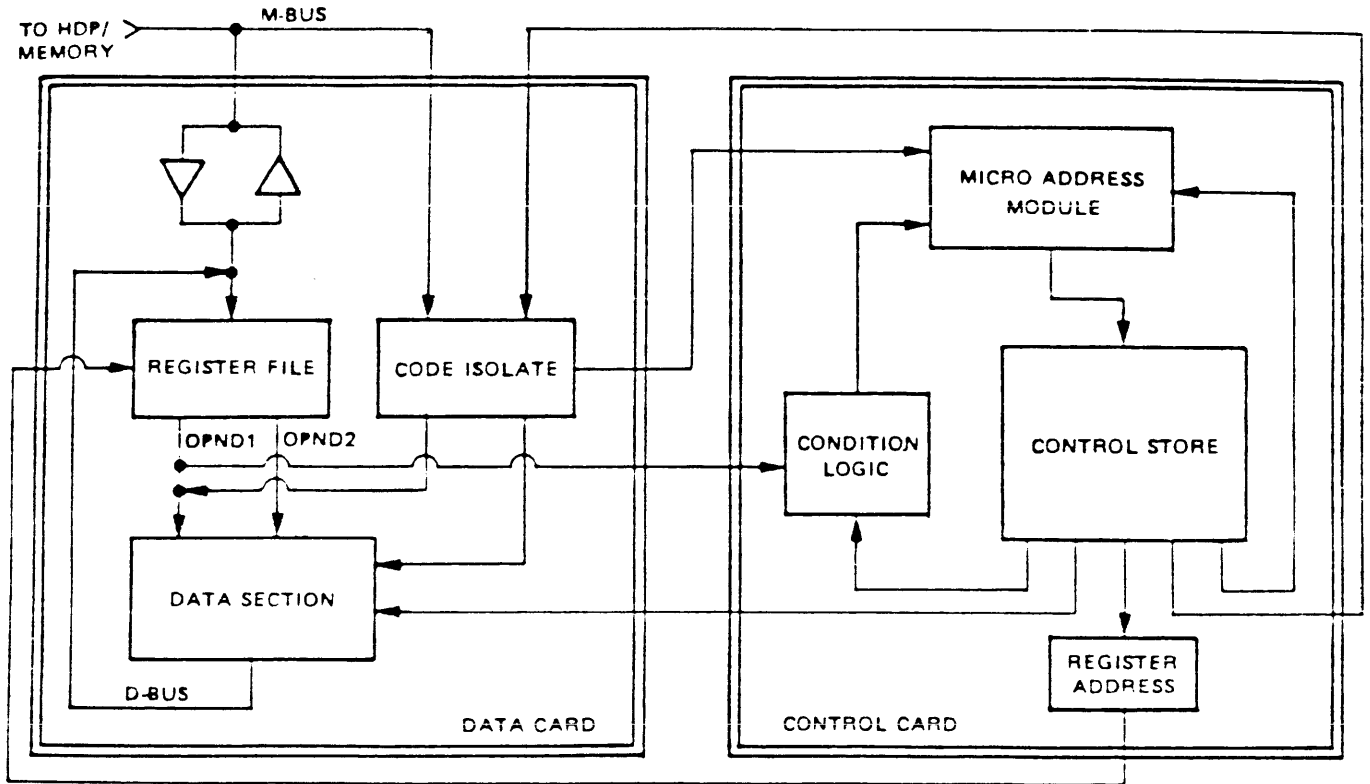 TO HDP/
MEMORY
M-BUS
MICRO ADDRESS
MODULE
REGISTER FILE
CODE ISOLATE
OPND1
OPND2
CONDITION
LOGIC
CONTROL STORE
DATA SECTION
REGISTER
ADDRESS
D-BUS
DATA CARD
CONTROL CARD